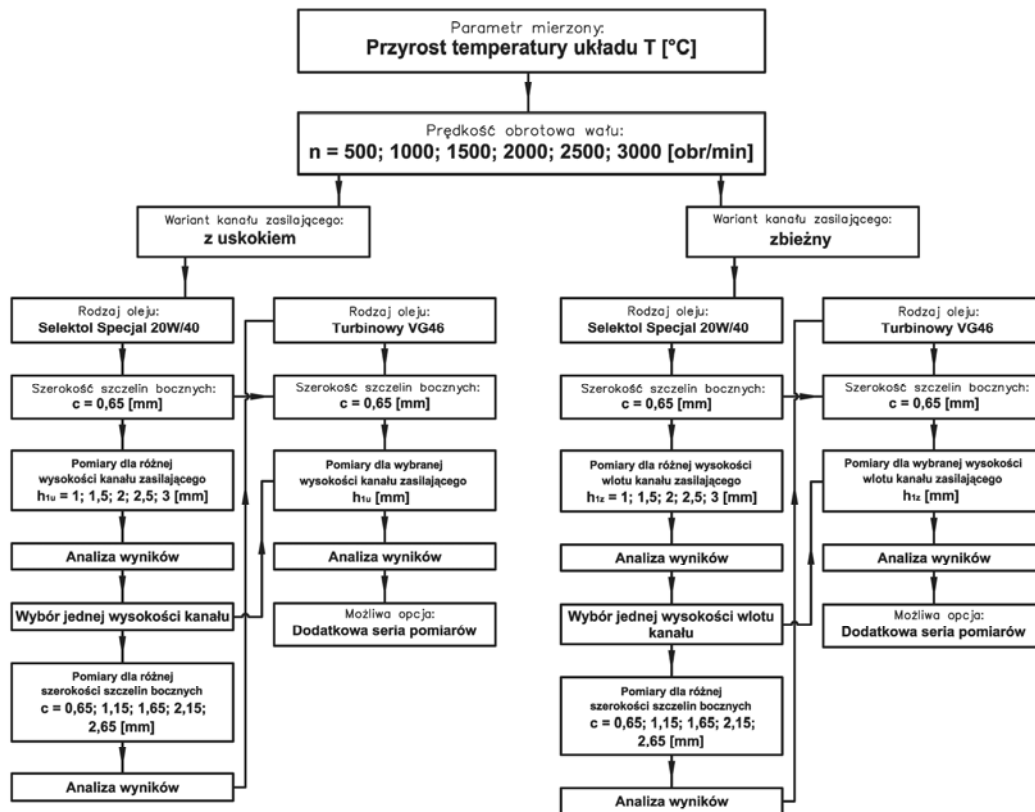 Parametr mierzony:
Przyrost temperatury układu T [°C]
Prędkość obrotowa wału:
n = 500; 1000; 1500; 2000; 2500; 3000 [obr/min]
Wariant kanału zasilającego:
z uskokiem
Rodzaj oleju:
Selektol Specjal 20W/40
Szerokość szczelin bocznych:
c = 0,65 [mm]
Pomiary dla różnej
wysokości kanału zasilającego
h1u = 1; 1,5; 2; 2,5; 3 [mm]
Analiza wyników
Wybór jednej wysokości kanału
Pomiary dla różnej
szerokości szczelin bocznych
c = 0,65; 1,15; 1,65; 2,15;
2,65 [mm]
Analiza wyników
Rodzaj oleju:
Turbinowy VG46
Szerokość szczelin bocznych:
c = 0,65 [mm]
Pomiary dla wybranej
wysokości kanału zasilającego
h1u [mm]
Analiza wyników
Możliwa opcja:
Dodatkowa seria pomiarów
Wariant kanału zasilającego:
zbieżny
Rodzaj oleju:
Selektol Specjal 20W/40
Szerokość szczelin bocznych:
c = 0,65 [mm]
Pomiary dla różnej wysokości
wlotu kanału zasilającego
h1z = 1; 1,5; 2; 2,5; 3 [mm]
Analiza wyników
Wybór jednej wysokości wlotu
kanału
Pomiary dla różnej
szerokości szczelin bocznych
c = 0,65; 1,15; 1,65; 2,15;
2,65 [mm]
Analiza wyników
Rodzaj oleju:
Turbinowy VG46
Szerokość szczelin bocznych:
c = 0,65 [mm]
Pomiary dla wybranej wysokości
wlotu kanału zasilającego
h1z [mm]
Analiza wyników
Możliwa opcja:
Dodatkowa seria pomiarów